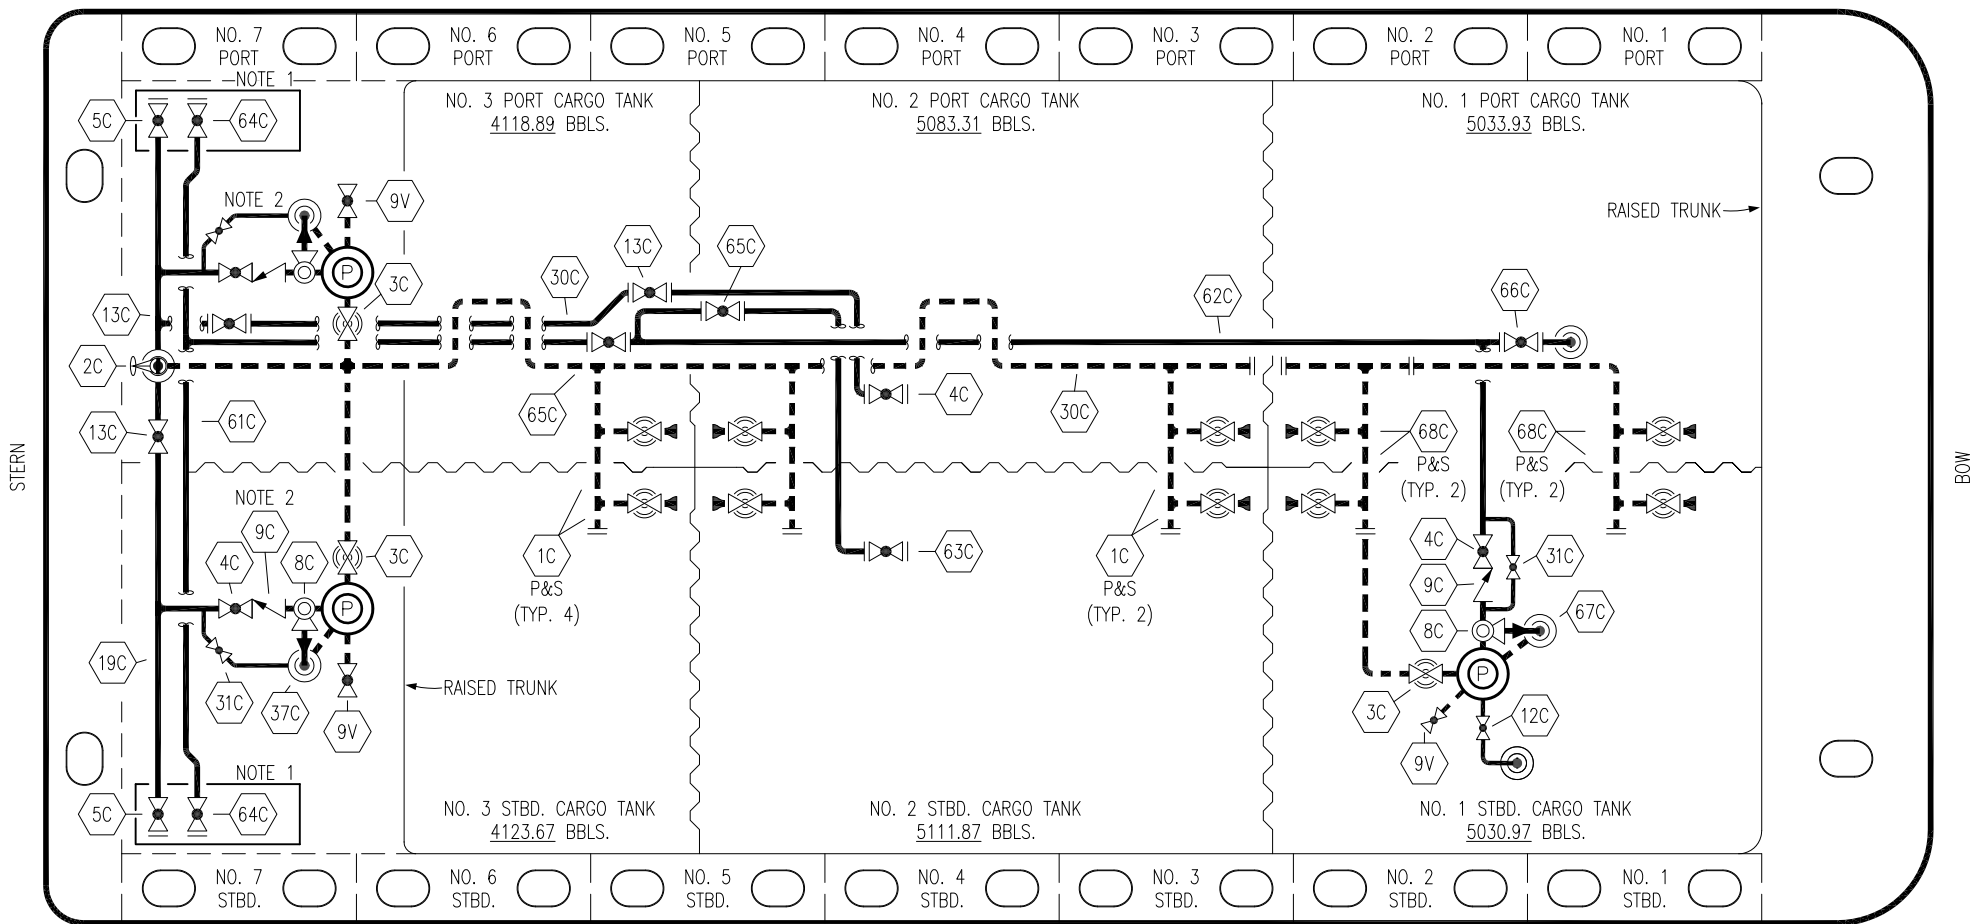 NO. 7
PORT
NO. 6
PORT
NO. 5
PORT
NO. 4
PORT
NO. 3
PORT
NO. 2
PORT
NO. 1
PORT
NOTE 1
5C
64C
NO. 3 PORT CARGO TANK
4118.89 BBLS.
NO. 2 PORT CARGO TANK
5083.31 BBLS.
NO. 1 PORT CARGO TANK
5033.93 BBLS.
NOTE 2
9V
RAISED TRUNK
13C
65C
P
3C
30C
62C
66C
13C
2C
65C
4C
30C
13C
61C
68C
P&S
(TYP. 2)
68C
P&S
(TYP. 2)
STERN
BOW
NOTE 2
9C
4C
8C
3C
1C
P&S
(TYP. 4)
63C
1C
P&S
(TYP. 2)
4C
31C
9C
P
67C
8C
19C
P
RAISED TRUNK
31C
37C
9V
3C
12C
9V
NOTE 1
5C
64C
NO. 3 STBD. CARGO TANK
4123.67 BBLS.
NO. 2 STBD. CARGO TANK
5111.87 BBLS.
NO. 1 STBD. CARGO TANK
5030.97 BBLS.
NO. 7
STBD.
NO. 6
STBD.
NO. 5
STBD.
NO. 4
STBD.
NO. 3
STBD.
NO. 2
STBD.
NO. 1
STBD.